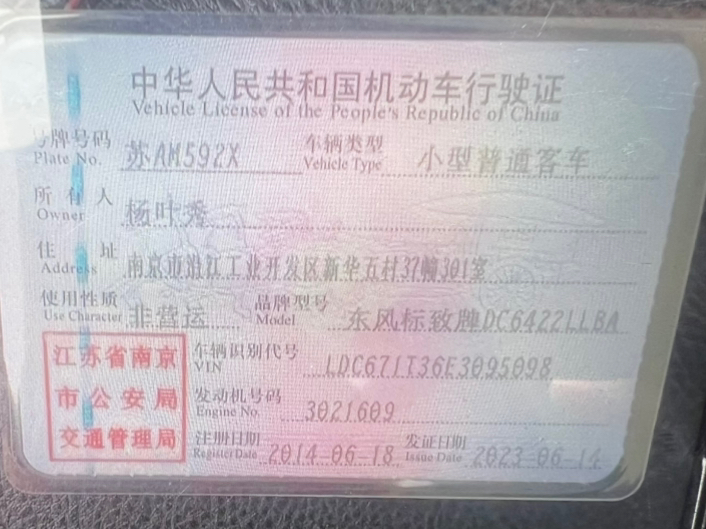 中华人民共和国机动车行驶证
Vehicle License of the People's Republic of China
号牌号码 苏AM592X 车辆类型 小型普通客车
Plate No. Vehicle Type
所有人 杨叶秀
Owner
住址 南京市沿江工业开发区新华五村37幢301室
Address
使用性质 非营运 品牌型号 东风标致牌DC6422LLBA
Use Character Model
江苏省南京
市公安局
交通管理局
车辆识别代号 LDC671T36E3095098
VIN
发动机号码 3021609
Engine No.
注册日期 2014-06-18 发证日期 2023-06-14
Register Date Issue Date